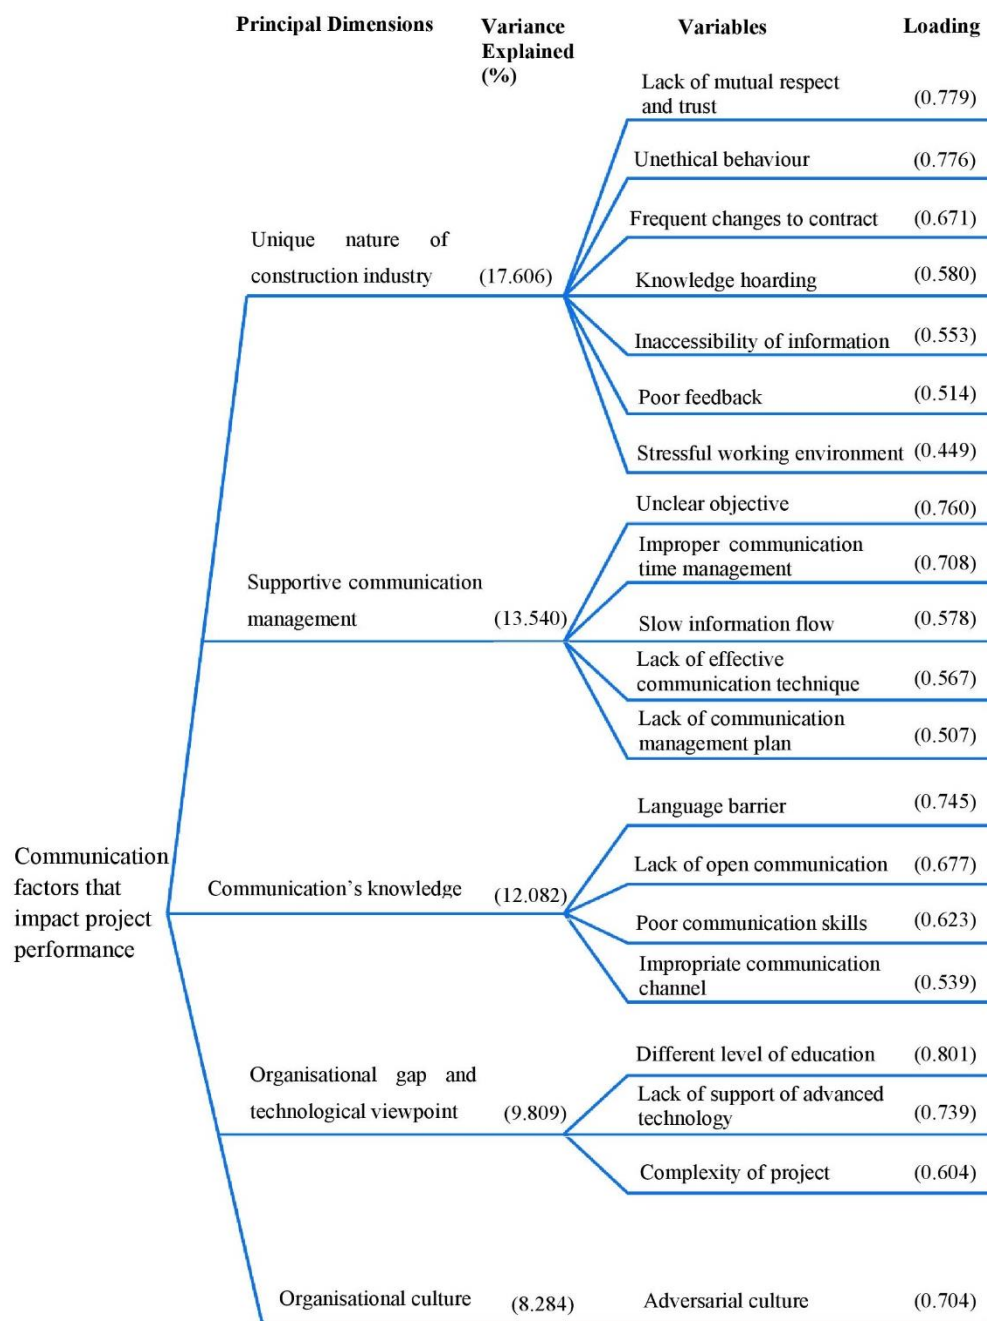 Principal Dimensions
Variance
Explained
(%)
Variables
Loading
Lack of mutual respect
and trust
(0.779)
Unethical behaviour
(0.776)
Frequent changes to contract
(0.671)
Unique nature of
construction industry
(17.606)
Knowledge hoarding
(0.580)
Inaccessibility of information
(0.553)
Poor feedback
(0.514)
Stressful working environment
(0.449)
Unclear objective
(0.760)
Improper communication
time management
(0.708)
Supportive communication
management
(13.540)
Slow information flow
(0.578)
Lack of effective
communication technique
(0.567)
Lack of communication
management plan
(0.507)
Language barrier
(0.745)
Communication
factors that
impact project
performance
Communication's knowledge
(12.082)
Lack of open communication
(0.677)
Poor communication skills
(0.623)
Impropriate communication
channel
(0.539)
Different level of education
(0.801)
Organisational gap and
technological viewpoint
(9.809)
Lack of support of advanced
technology
(0.739)
Complexity of project
(0.604)
Organisational culture
(8.284)
Adversarial culture
(0.704)